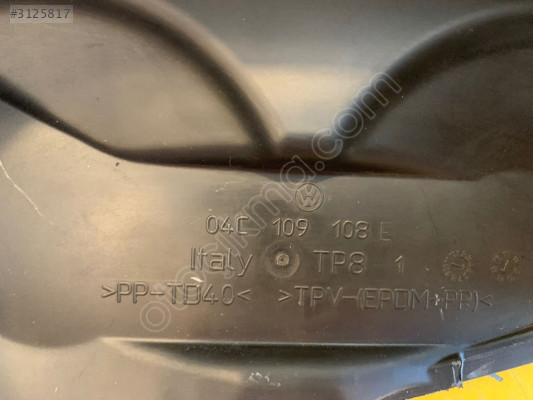 #3125817
04C 109 108 E
Italy TP8 1
>PP-TD40< >TPV-(EPDM+PP)<